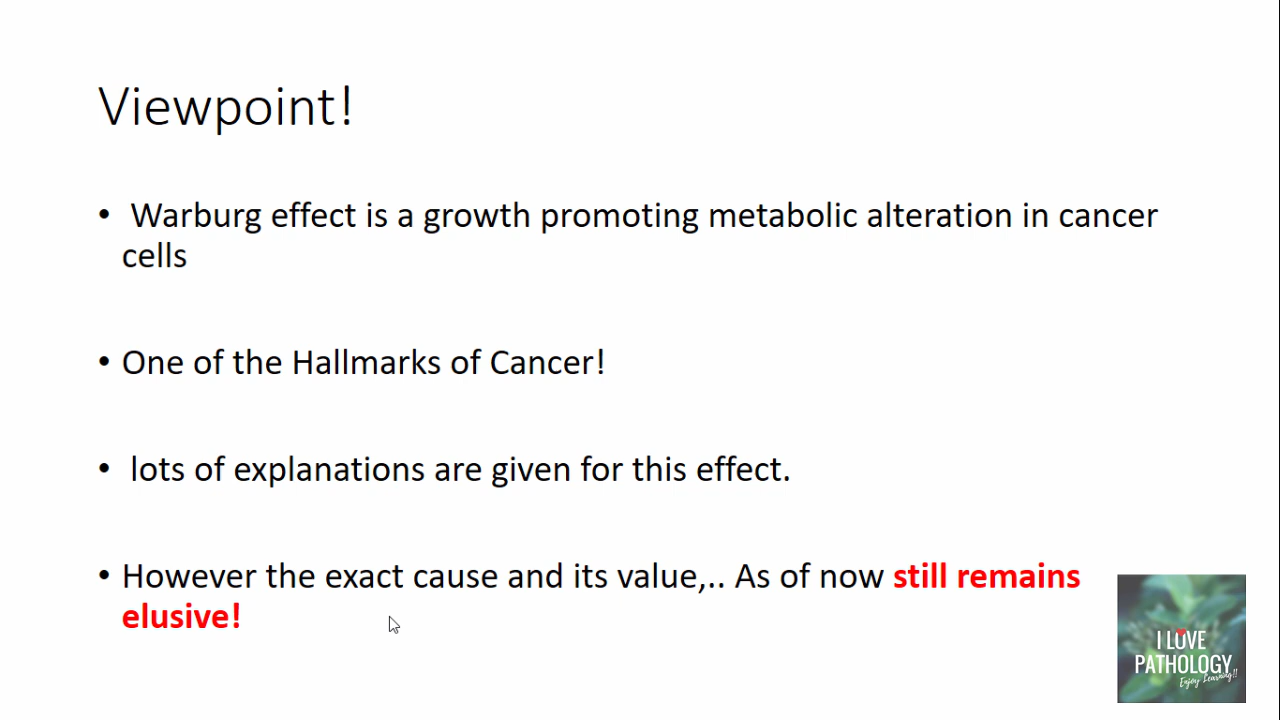 Viewpoint!
• Warburg effect is a growth promoting metabolic alteration in cancer
cells
• One of the Hallmarks of Cancer!
• lots of explanations are given for this effect.
• However the exact cause and its value,.. As of now still remains
elusive!
I LOVE
PATHOLOGY
Enjoy Learning!!